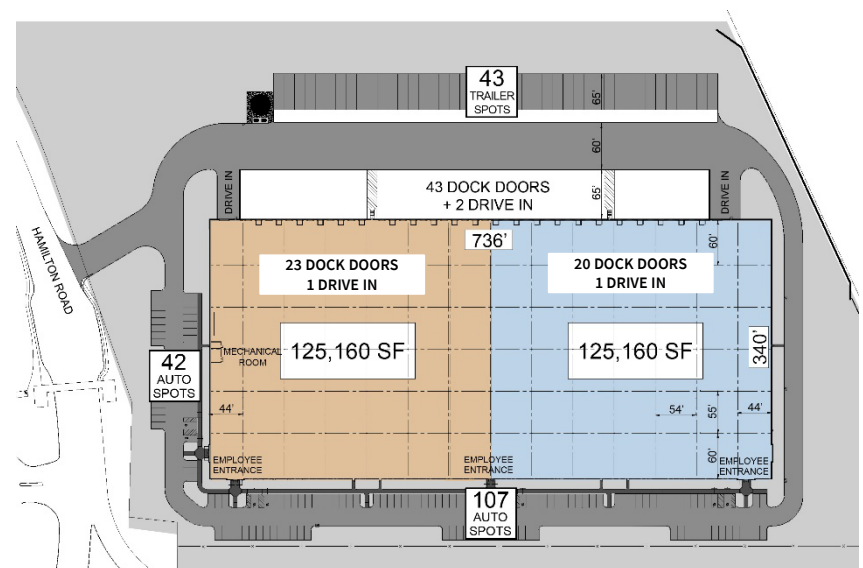 43
TRAILER
SPOTS
65'
60'
DRIVE IN
43 DOCK DOORS
+ 2 DRIVE IN
65'
DRIVE IN
HAMILTON ROAD
736'
60'
23 DOCK DOORS
1 DRIVE IN
20 DOCK DOORS
1 DRIVE IN
125,160 SF
125,160 SF
340'
MECHANICAL
ROOM
42
AUTO
SPOTS
44'
54'
55'
44'
60'
EMPLOYEE
ENTRANCE
EMPLOYEE
ENTRANCE
EMPLOYEE
ENTRANCE
107
AUTO
SPOTS